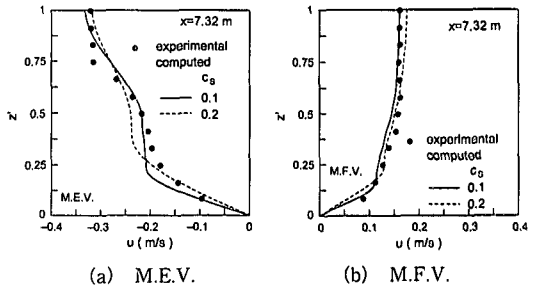 x=7.32 m
experimental
computed
c_s
0.1
0.2
M.E.V.
z'
1
0.75
0.5
0.25
0
−0.4
−0.3
−0.2
−0.1
0
u ( m/s )
(a) M.E.V.
x=7.32 m
experimental
computed
c_s
0.1
0.2
M.F.V.
z'
1
0.75
0.5
0.25
0
0
0.1
0.2
0.3
0.4
u ( m/s )
(b) M.F.V.